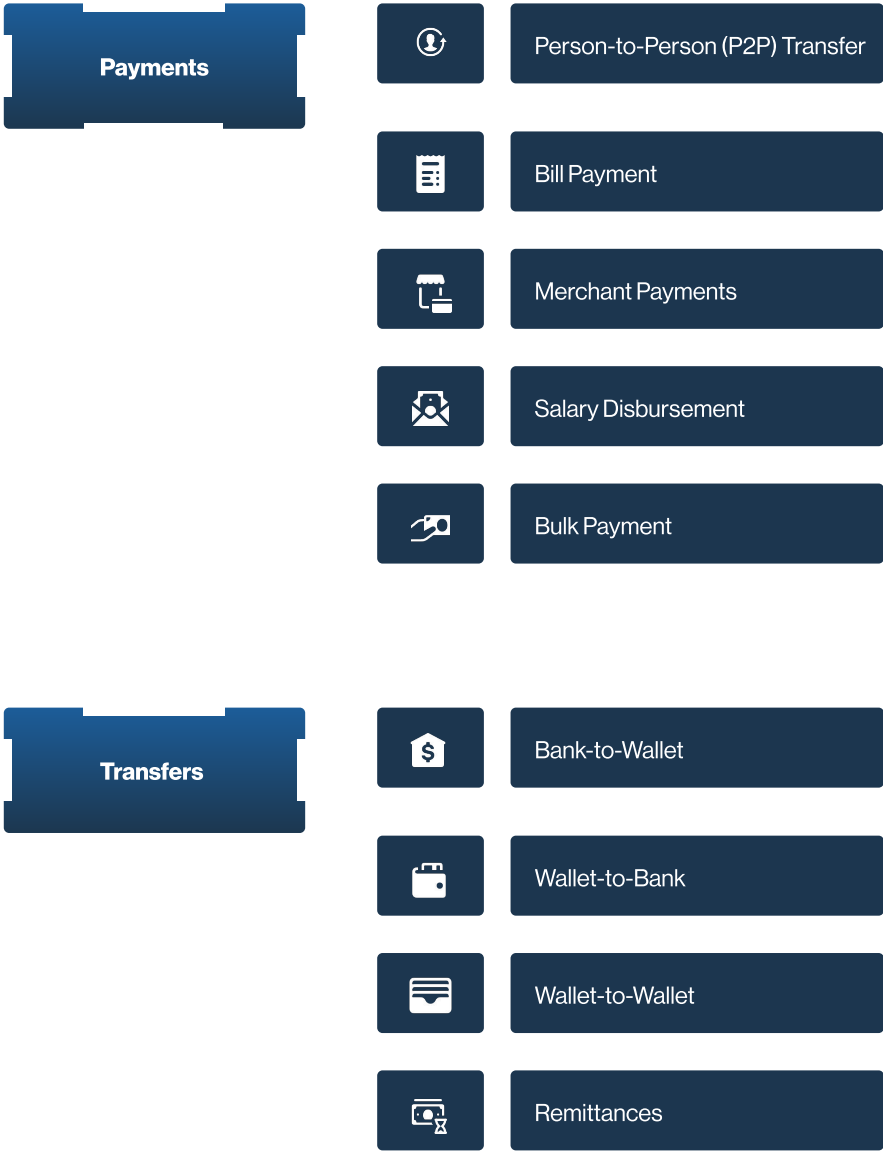 Payments
Person-to-Person (P2P) Transfer
Bill Payment
Merchant Payments
Salary Disbursement
Bulk Payment
Transfers
Bank-to-Wallet
$
Wallet-to-Bank
Wallet-to-Wallet
Remittances